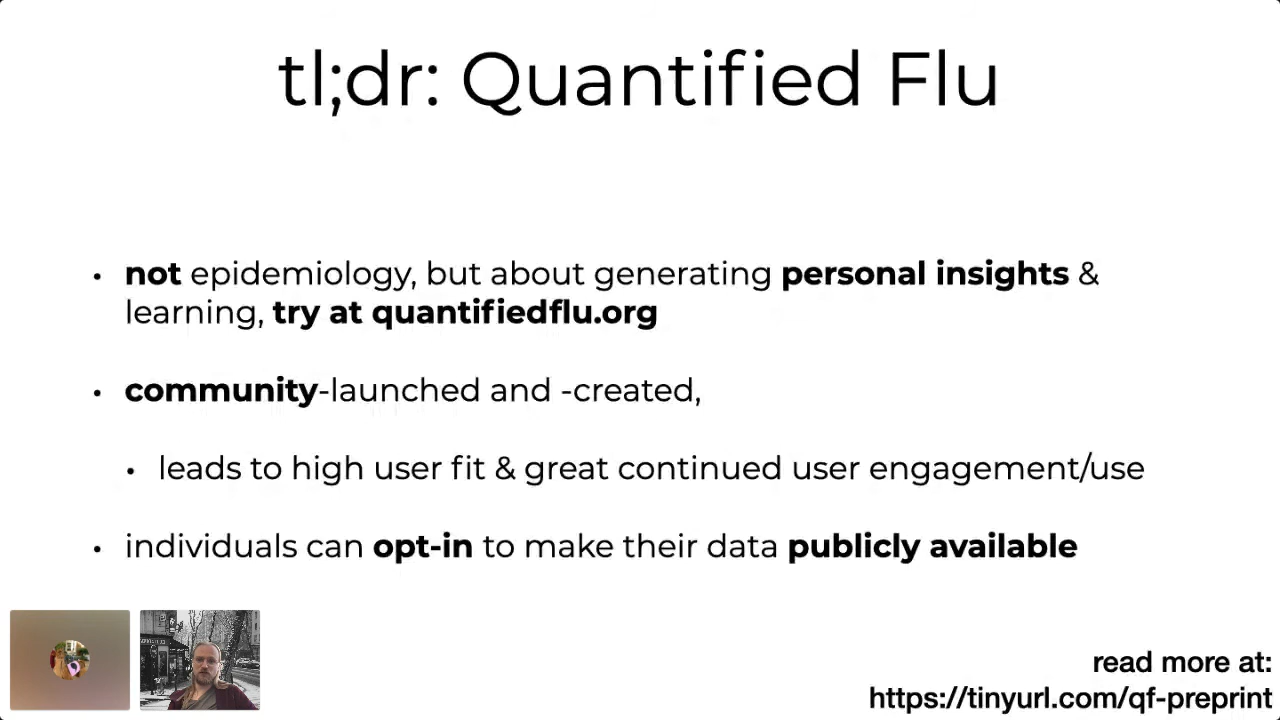 tl;dr: Quantified Flu
• not epidemiology, but about generating personal insights &
learning, try at quantifiedflu.org
• community-launched and -created,
• leads to high user fit & great continued user engagement/use
• individuals can opt-in to make their data publicly available
read more at:
https://tinyurl.com/qf-preprint